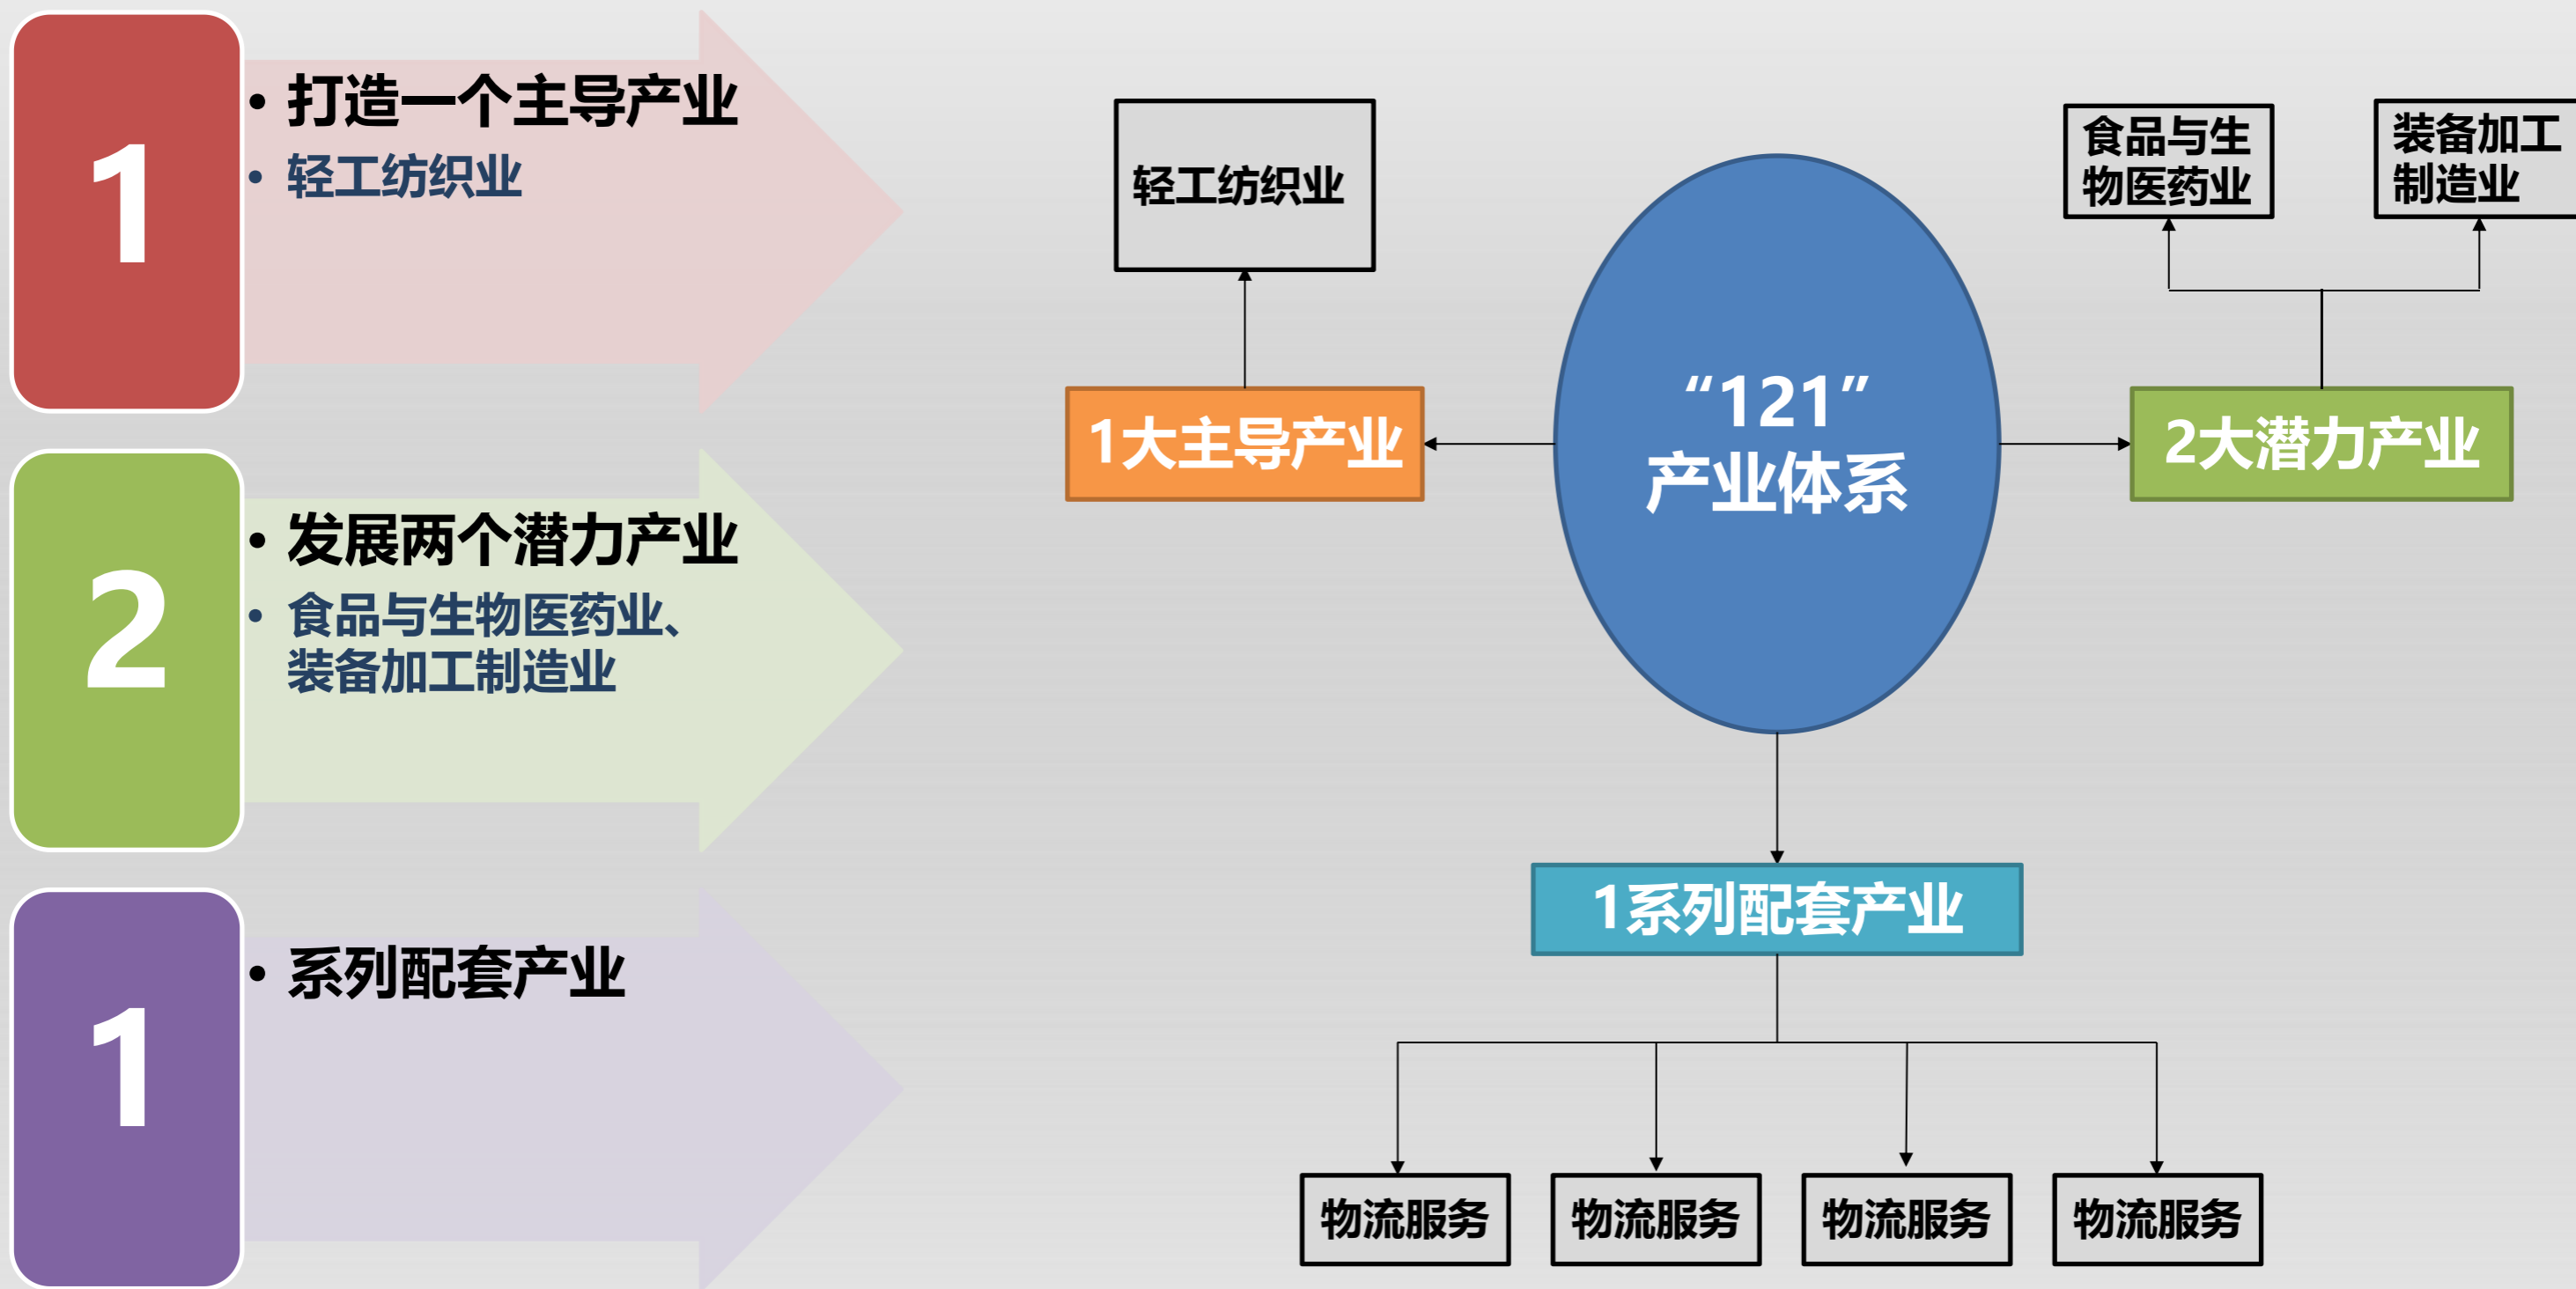 1
• 打造一个主导产业
• 轻工纺织业
2
• 发展两个潜力产业
• 食品与生物医药业、
装备加工制造业
1
• 系列配套产业
轻工纺织业
1大主导产业
“121”
产业体系
食品与生
物医药业
装备加工
制造业
2大潜力产业
1系列配套产业
物流服务
物流服务
物流服务
物流服务